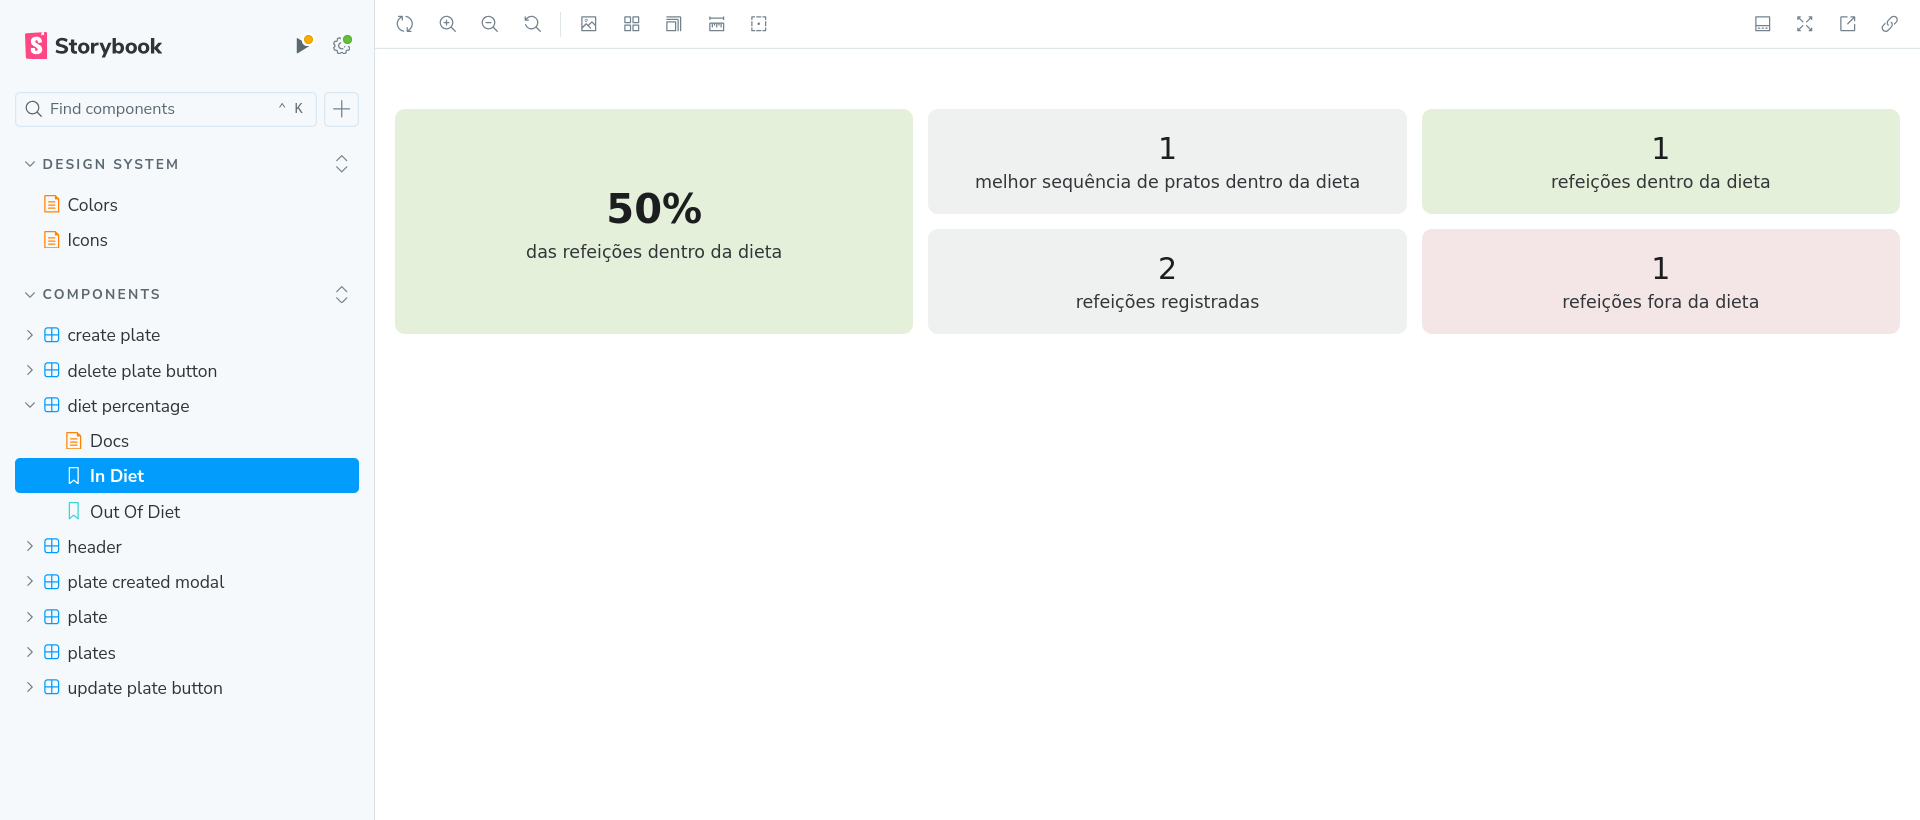 Storybook
Find components
^ K
DESIGN SYSTEM
Colors
Icons
COMPONENTS
create plate
delete plate button
diet percentage
Docs
In Diet
Out Of Diet
header
plate created modal
plate
plates
update plate button
50%
das refeições dentro da dieta
1
melhor sequência de pratos dentro da dieta
1
refeições dentro da dieta
2
refeições registradas
1
refeições fora da dieta